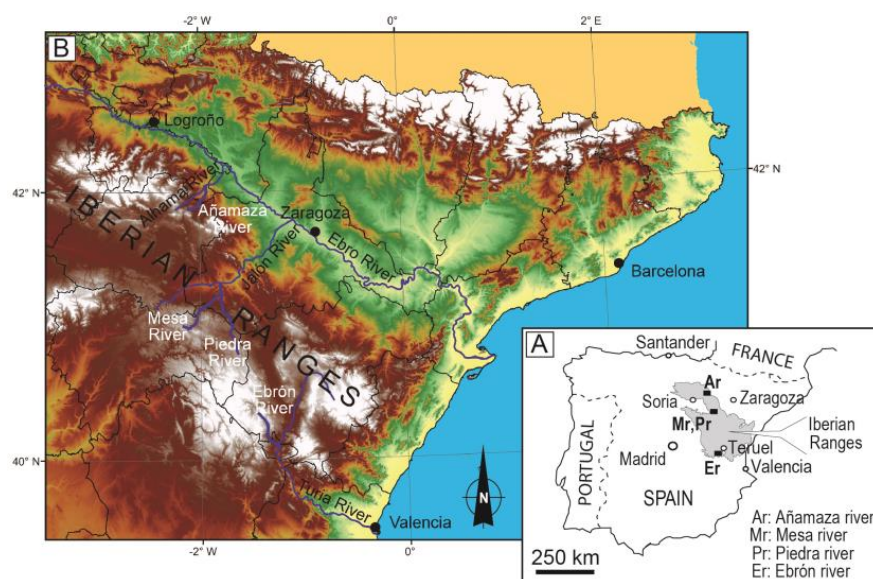 -2° W
0°
2° E
B
Logroño
42° N
42° N
Alhama River
Añamaza
River
Zaragoza
Jalón River
Ebro River
IBERIAN RANGES
Barcelona
Mesa
River
Piedra
River
Ebrón
River
40° N
Turia River
Valencia
N
-2° W
0°
A
Santander
FRANCE
Ar
Soria
Zaragoza
Mr,Pr
Iberian
Ranges
Madrid
Teruel
Er
Valencia
PORTUGAL
SPAIN
250 km
Ar: Añamaza river
Mr: Mesa river
Pr: Piedra river
Er: Ebrón river